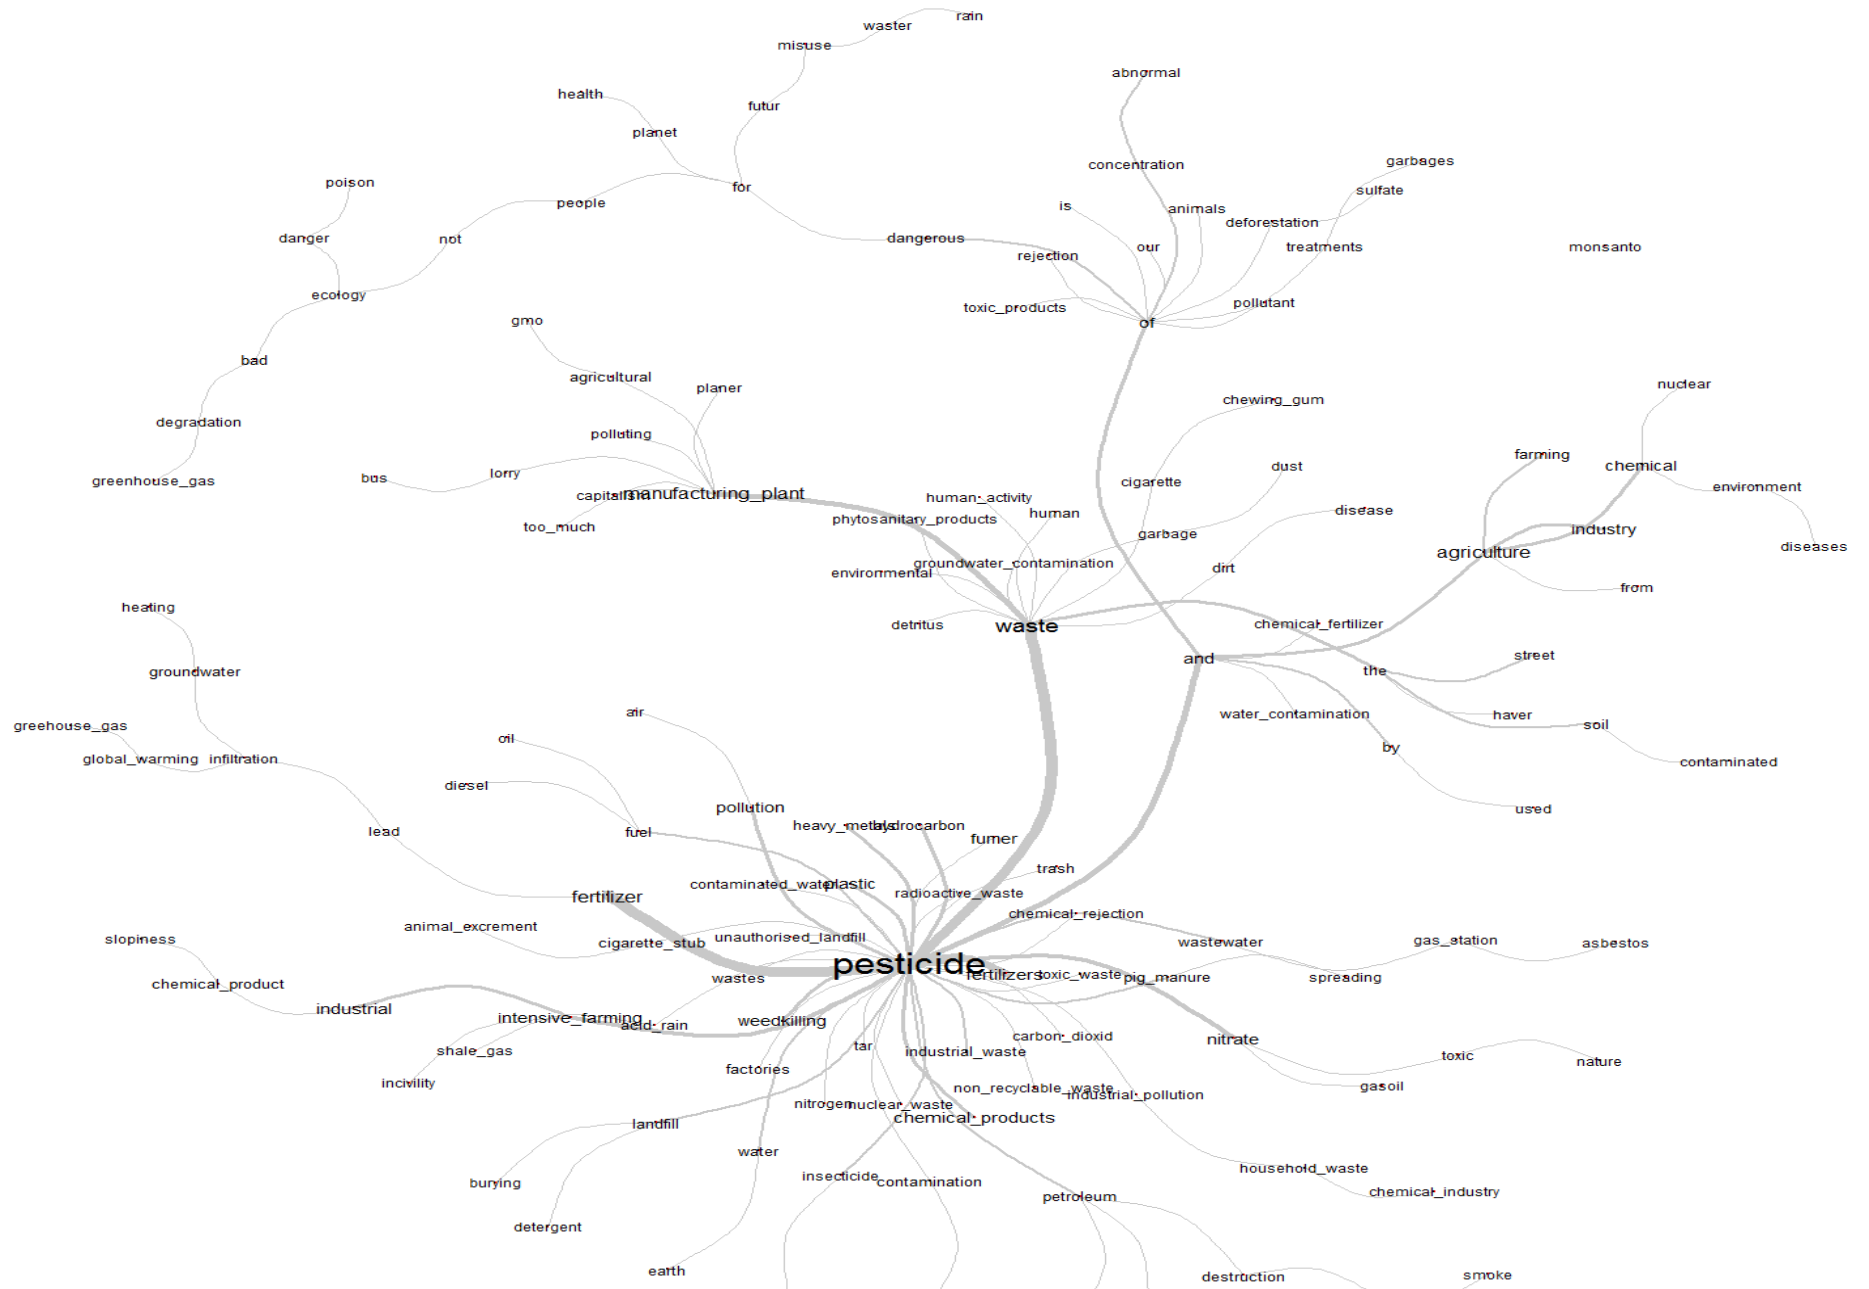 rain
waster
misuse
abnormal
health
futur
planet
concentration
garbages
poison
for
sulfate
people
is
animals
deforestation
danger
not
dangerous
our
treatments
monsanto
rejection
ecology
toxic_products
pollutant
gmo
of
bad
agricultural
planer
nuclear
chewing_gum
degradation
polluting
farming
chemical
dust
greenhouse_gas
bus
lorry
cigarette
environment
capitalism
manufacturing_plant
human_activity
disease
phytosanitary_products
human
too_much
garbage
industry
diseases
agriculture
groundwater_contamination
environmental
dirt
from
heating
detritus
waste
chemical_fertilizer
and
street
groundwater
the
air
water_contamination
haver
soil
greehouse_gas
oil
by
global_warming
infiltration
contaminated
diesel
pollution
used
lead
fuel
heavy_metals
hydrocarbon
fumer
trash
contaminated_water
plastic
fertilizer
radioactive_waste
chemical_rejection
animal_excrement
slopiness
cigarette_stub
unauthorised_landfill
wastewater
gas_station
asbestos
pesticide
wastes
fertilizers
toxic_waste
pig_manure
spreading
chemical_product
industrial
intensive_farming
acid_rain
weedkilling
carbon_dioxid
nitrate
shale_gas
tar
industrial_waste
toxic
nature
incivility
factories
non_recyclable_waste
industrial_pollution
gasoil
nitrogen
nuclear_waste
chemical_products
landfill
water
household_waste
burying
insecticide
contamination
petroleum
chemical_industry
detergent
earth
destruction
smoke